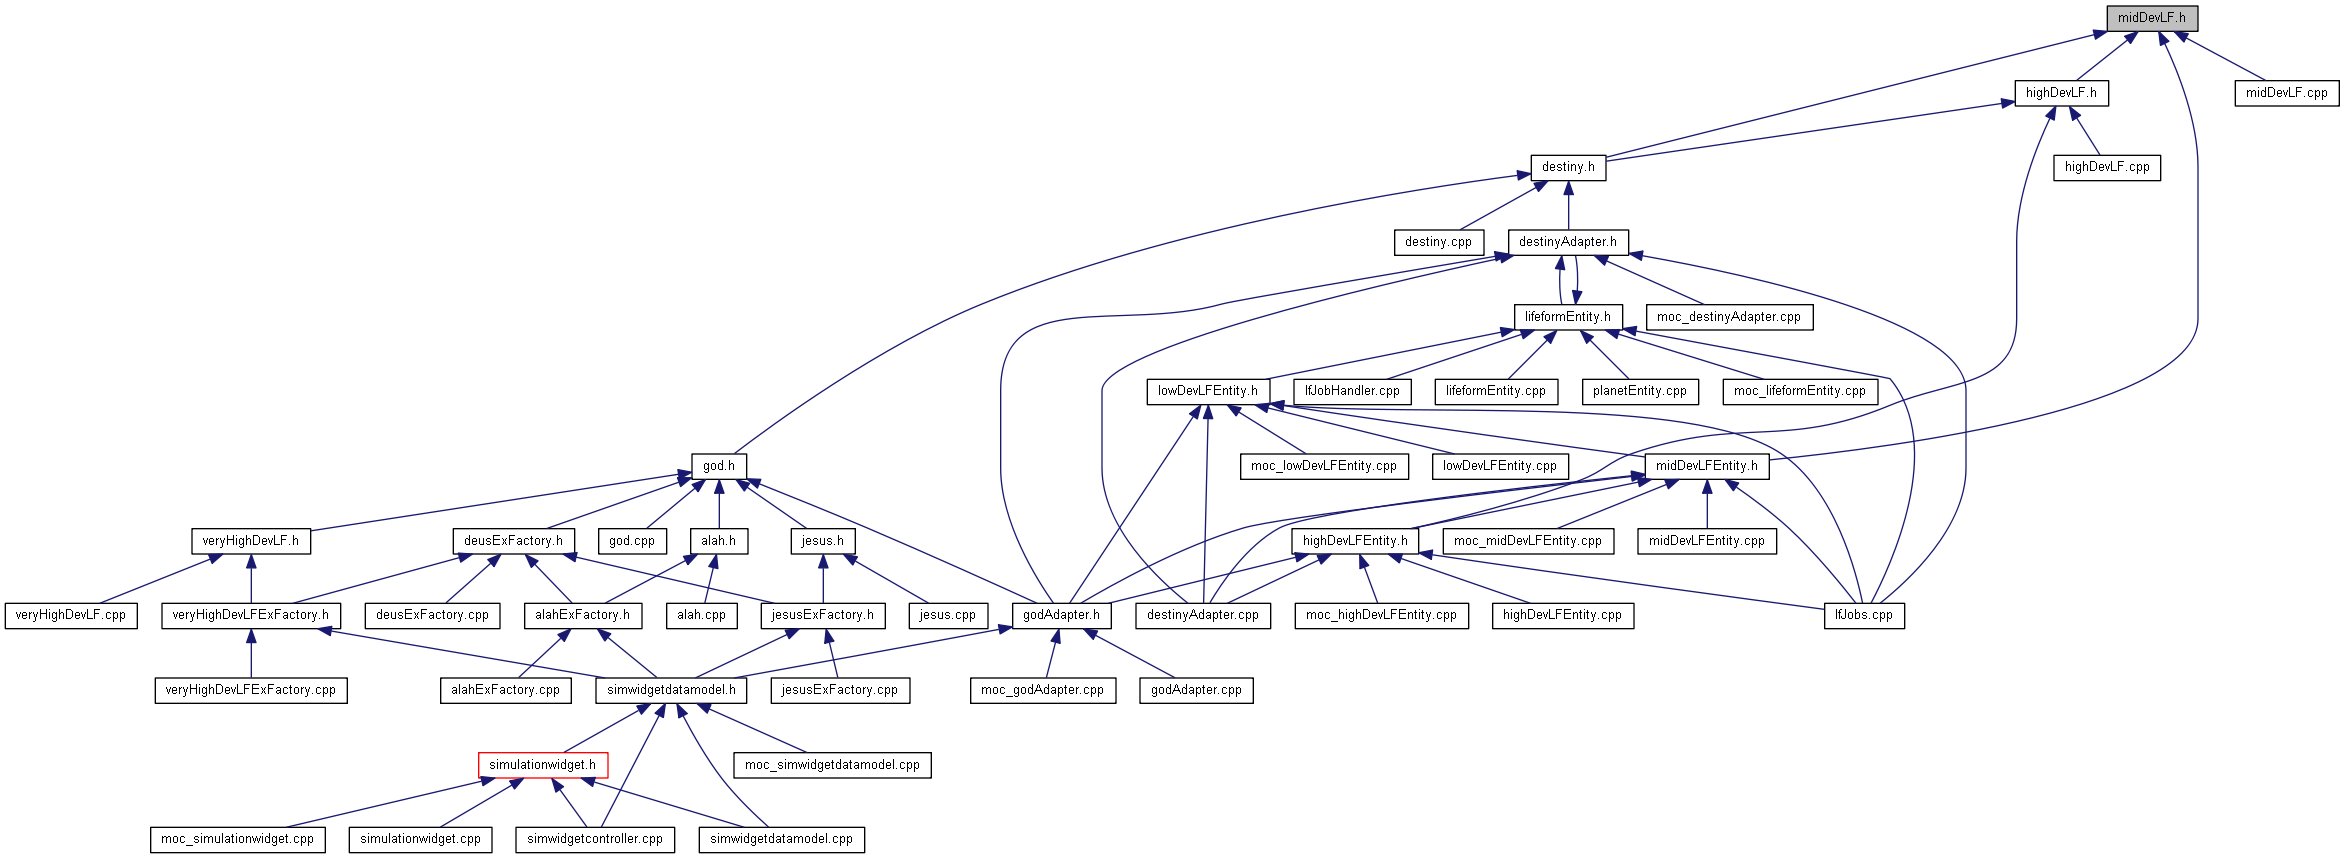 midDevLF.h
highDevLF.h
midDevLF.cpp
destiny.h
highDevLF.cpp
destiny.cpp
destinyAdapter.h
lifeformEntity.h
moc_destinyAdapter.cpp
lowDevLFEntity.h
lfJobHandler.cpp
lifeformEntity.cpp
planetEntity.cpp
moc_lifeformEntity.cpp
god.h
moc_lowDevLFEntity.cpp
lowDevLFEntity.cpp
midDevLFEntity.h
veryHighDevLF.h
deusExFactory.h
god.cpp
alah.h
jesus.h
highDevLFEntity.h
moc_midDevLFEntity.cpp
midDevLFEntity.cpp
veryHighDevLF.cpp
veryHighDevLFExFactory.h
deusExFactory.cpp
alahExFactory.h
alah.cpp
jesusExFactory.h
jesus.cpp
godAdapter.h
destinyAdapter.cpp
moc_highDevLFEntity.cpp
highDevLFEntity.cpp
lfJobs.cpp
veryHighDevLFExFactory.cpp
alahExFactory.cpp
simwidgetdatamodel.h
jesusExFactory.cpp
moc_godAdapter.cpp
godAdapter.cpp
simulationwidget.h
moc_simwidgetdatamodel.cpp
moc_simulationwidget.cpp
simulationwidget.cpp
simwidgetcontroller.cpp
simwidgetdatamodel.cpp